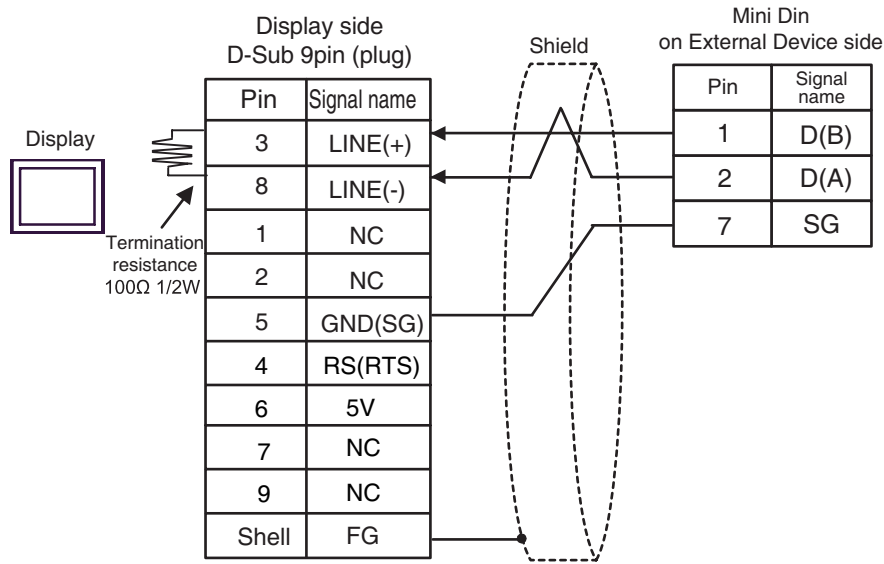 Display side
D-Sub 9pin (plug)
Pin Signal name
3 LINE(+)
8 LINE(-)
1 NC
2 NC
5 GND(SG)
4 RS(RTS)
6 5V
7 NC
9 NC
Shell FG
Display
Termination
resistance
100Ω 1/2W
Shield
Mini Din
on External Device side
Pin Signal
name
1 D(B)
2 D(A)
7 SG